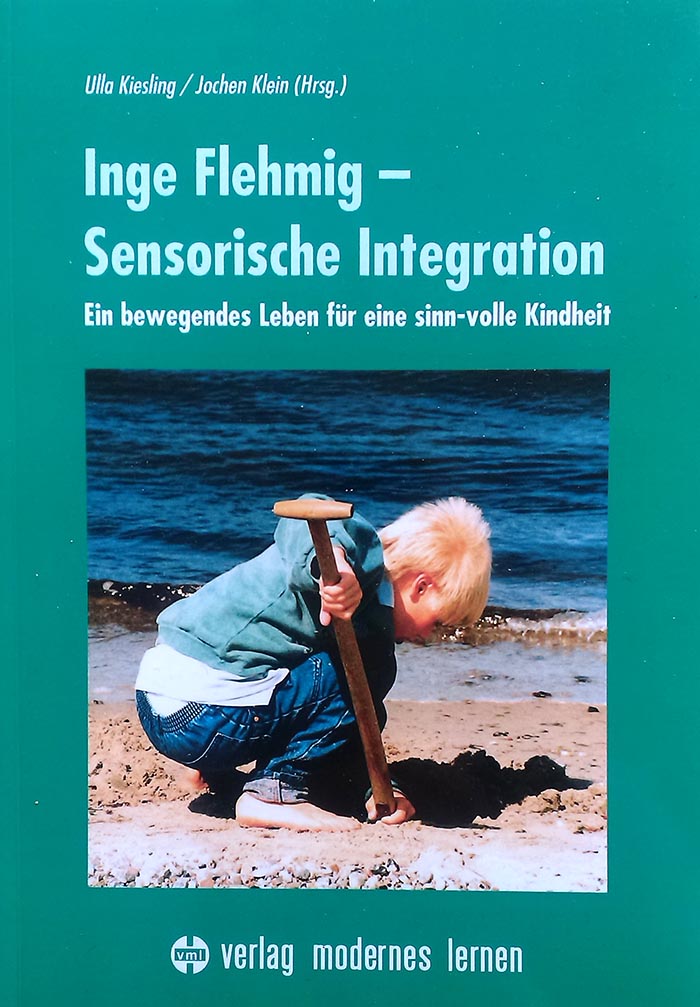 Ulla Kiesling / Jochen Klein (Hrsg.)
Inge Flehmig –
Sensorische Integration
Ein bewegendes Leben für eine sinn-volle Kindheit
vml verlag modernes lernen